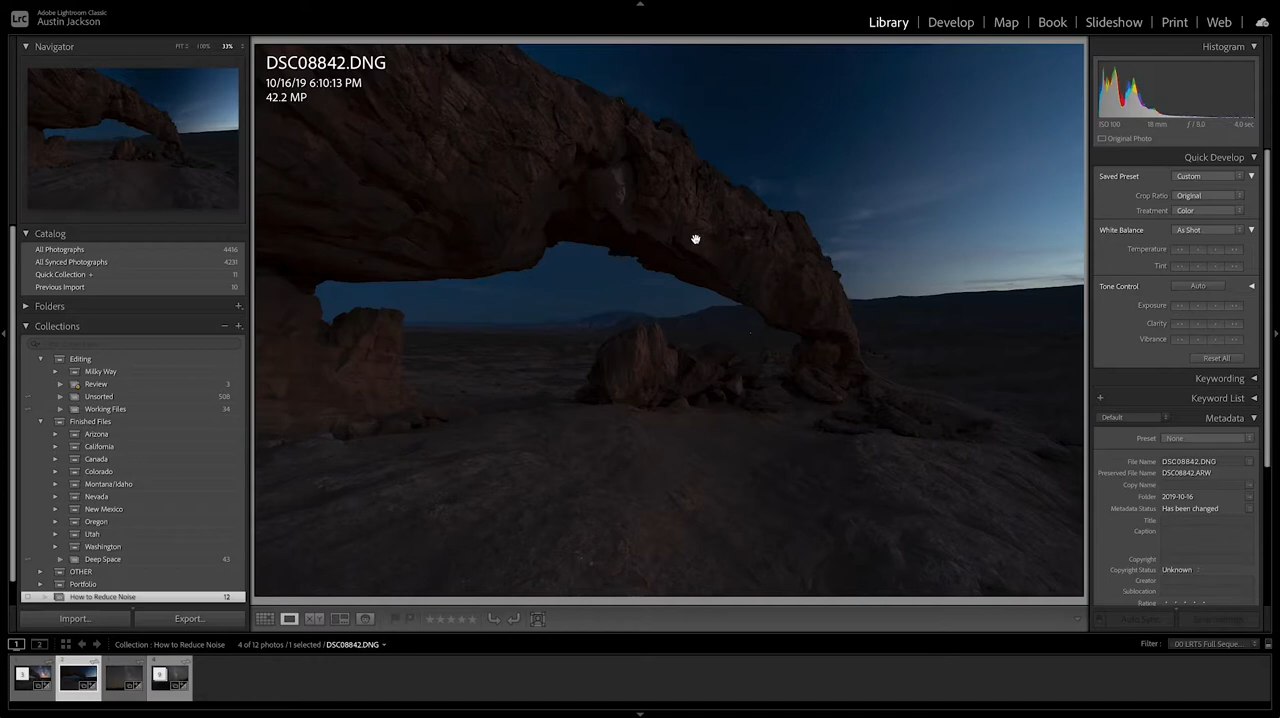 LrC
Adobe Lightroom Classic
Austin Jackson
Library | Develop | Map | Book | Slideshow | Print | Web
Navigator
FIT 100% 33%
DSC08842.DNG
10/16/19 6:10:13 PM
42.2 MP
Catalog
All Photographs 4416
All Synced Photographs 4231
Quick Collection + 11
Previous Import 10
Folders
Collections
Editing
Milky Way
Review 3
Unsorted 508
Working Files 34
Finished Files
Arizona
California
Canada
Colorado
Montana/Idaho
Nevada
New Mexico
Oregon
Utah
Washington
Deep Space 43
OTHER
Portfolio
How to Reduce Noise 12
Import...
Export...
Histogram
ISO 100 18 mm ƒ / 8.0 4.0 sec
Original Photo
Quick Develop
Saved Preset Custom
Crop Ratio Original
Treatment Color
White Balance As Shot
Temperature
Tint
Tone Control Auto
Exposure
Clarity
Vibrance
Reset All
Keywording
Keyword List
Default Metadata
Preset None
File Name DSC08842.DNG
Preserved File Name DSC08842.ARW
Copy Name
Folder 2019-10-16
Metadata Status Has been changed
Title
Caption
Copyright
Copyright Status Unknown
Creator
Sublocation
Rating
1 2 Collection : How to Reduce Noise 4 of 12 photos / 1 selected / DSC08842.DNG
Filter : 00 LRTS Full Seque...
3
9